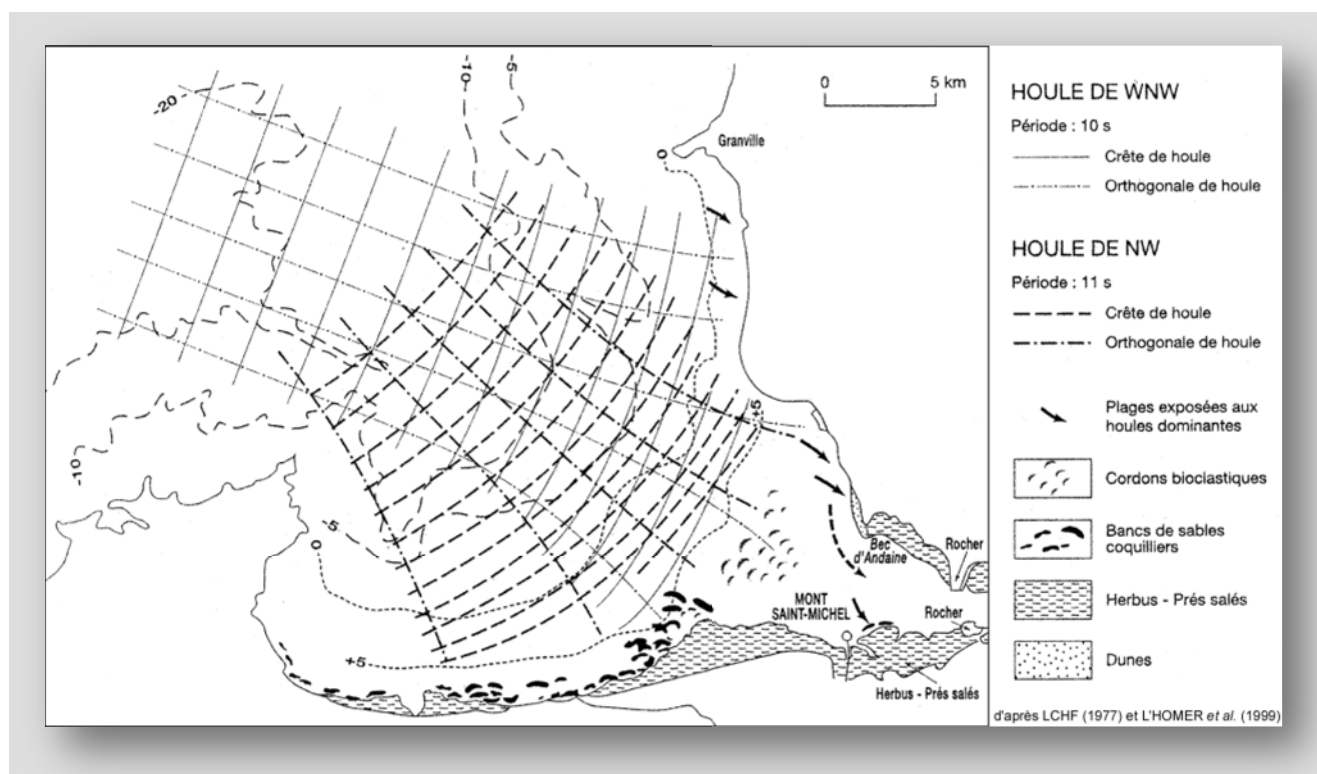 -20
-10
-5
0
5 km
Granville
0
+5
-10
-5
0
+5
Bec
d'Andaine
Rocher
MONT
SAINT-MICHEL
Rocher
Herbus - Prés salés
HOULE DE WNW
Période : 10 s
Crête de houle
Orthogonale de houle
HOULE DE NW
Période : 11 s
Crête de houle
Orthogonale de houle
Plages exposées aux
houles dominantes
Cordons bioclastiques
Bancs de sables
coquilliers
Herbus - Prés salés
Dunes
d'après LCHF (1977) et L'HOMER et al. (1999)